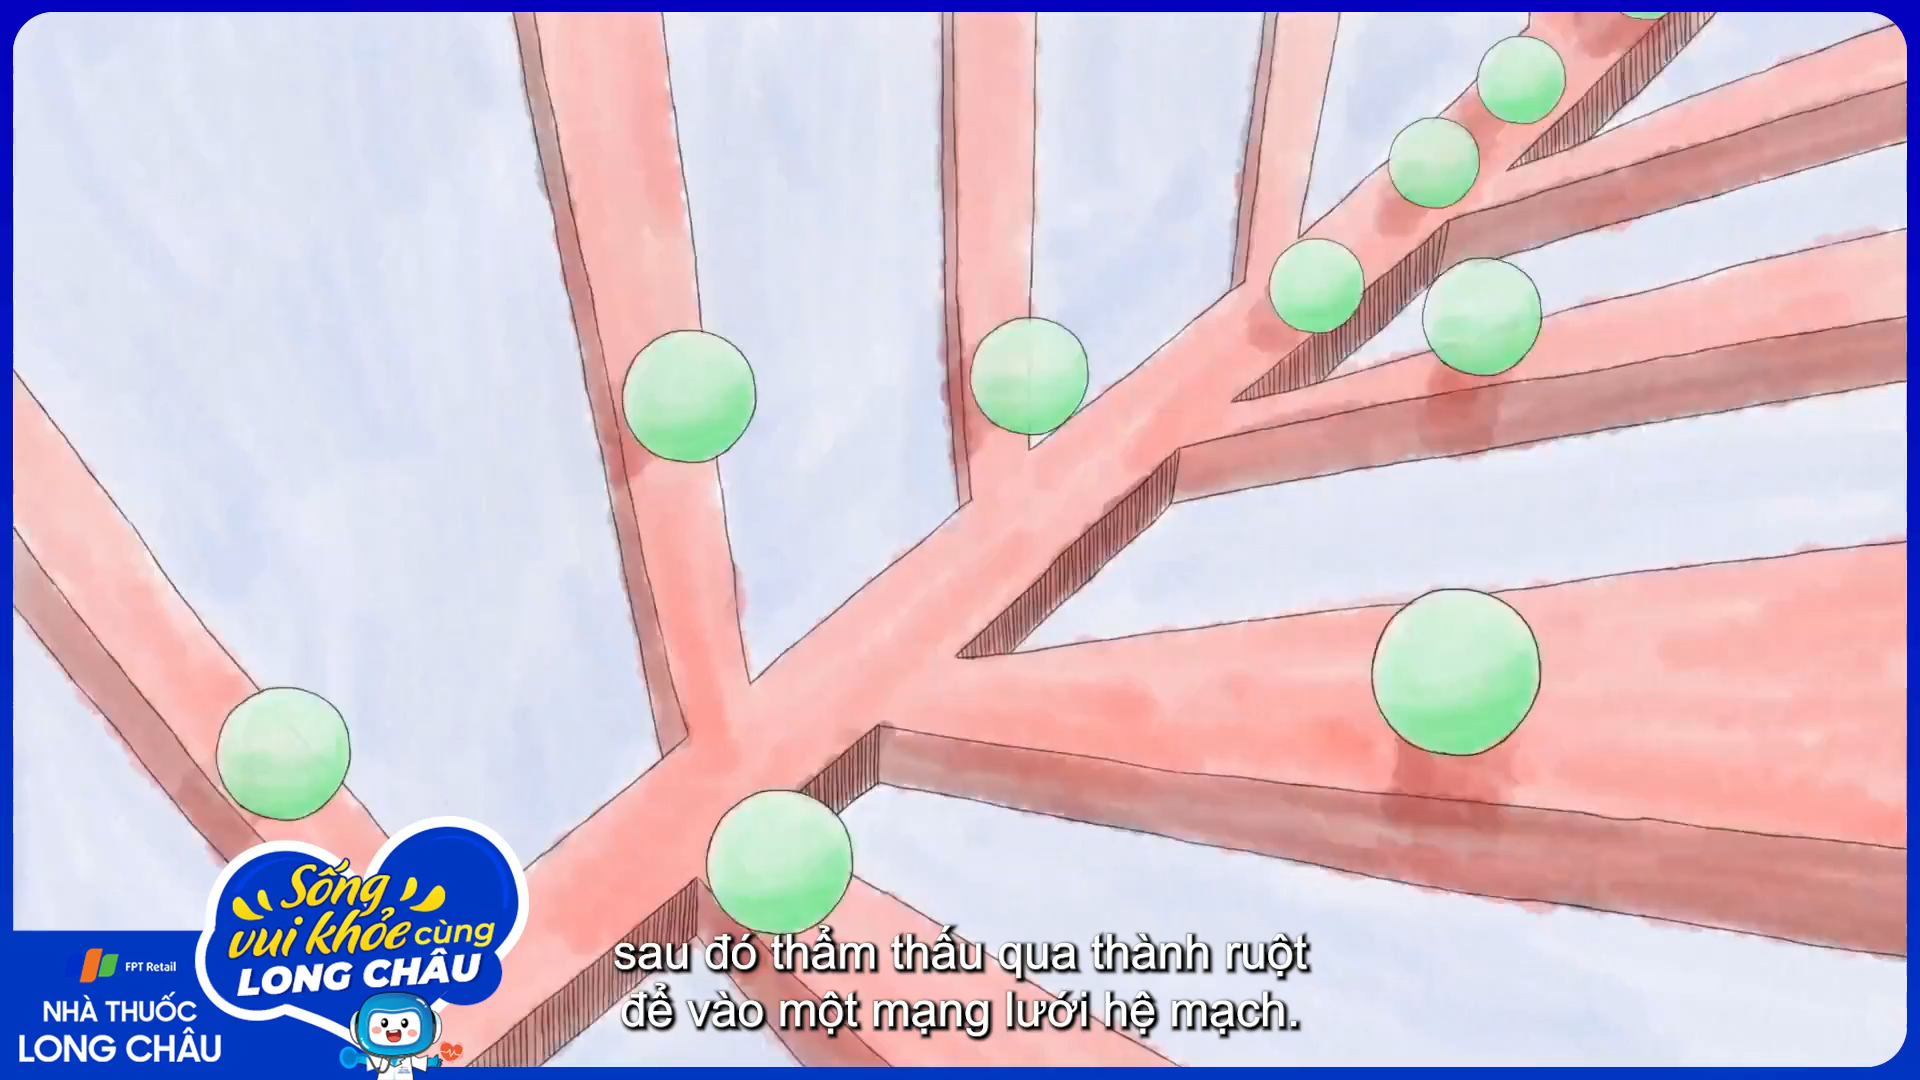 Sống
vui khỏe cùng
LONG CHÂU
FPT Retail
NHÀ THUỐC
LONG CHÂU
sau đó thẩm thấu qua thành ruột
để vào một mạng lưới hệ mạch.